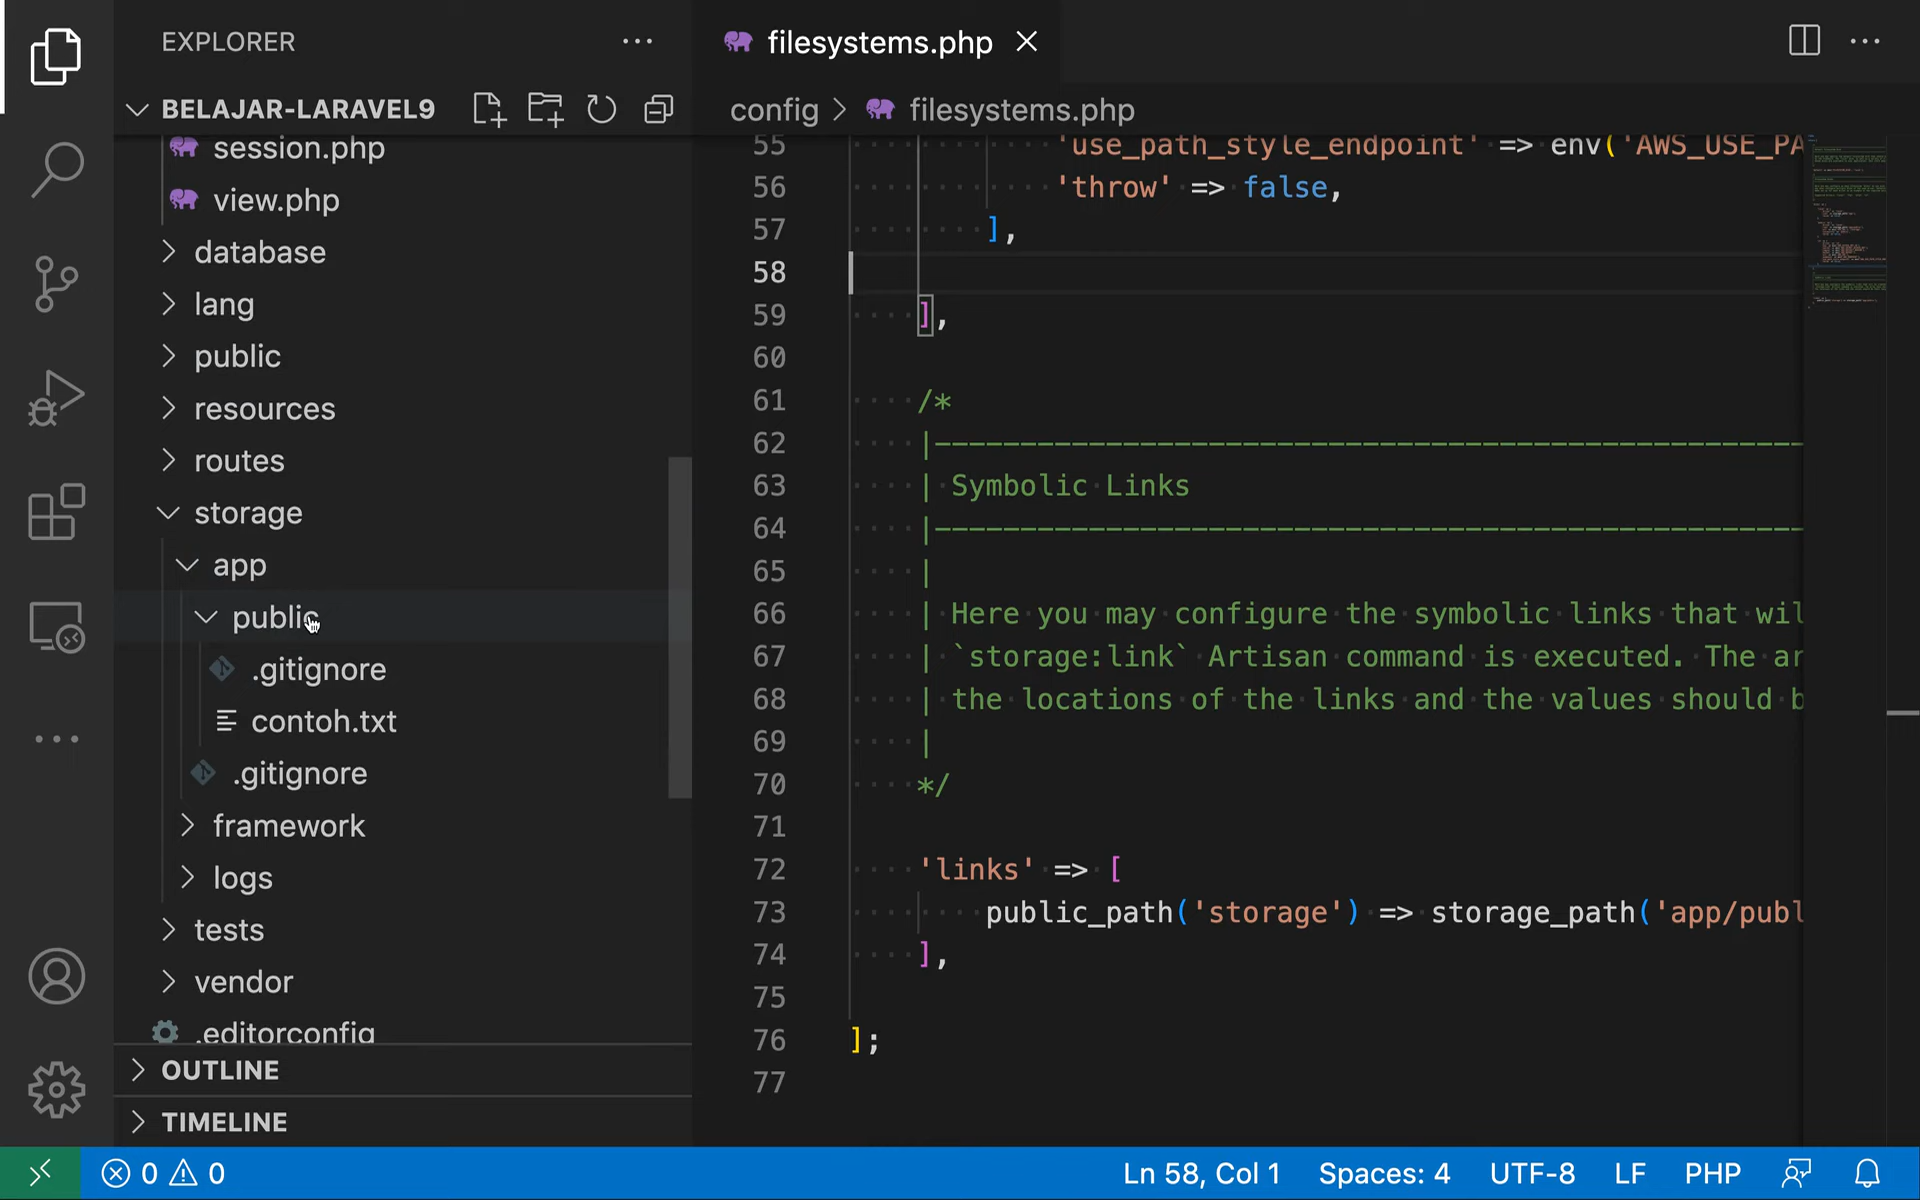 EXPLORER
BELAJAR-LARAVEL9
session.php
view.php
database
lang
public
resources
routes
storage
app
public
.gitignore
contoh.txt
.gitignore
framework
logs
tests
vendor
.editorconfig
OUTLINE
TIMELINE
filesystems.php
config > filesystems.php
55 'use_path_style_endpoint' => env('AWS_USE_PA
56 'throw' => false,
57 ],
58
59 ],
60
61 /*
62 |--------------------------------------------------
63 | Symbolic Links
64 |--------------------------------------------------
65 |
66 | Here you may configure the symbolic links that wil
67 | `storage:link` Artisan command is executed. The ar
68 | the locations of the links and the values should b
69 |
70 */
71
72 'links' => [
73 public_path('storage') => storage_path('app/publ
74 ],
75
76 ];
77
0 0
Ln 58, Col 1 Spaces: 4 UTF-8 LF PHP